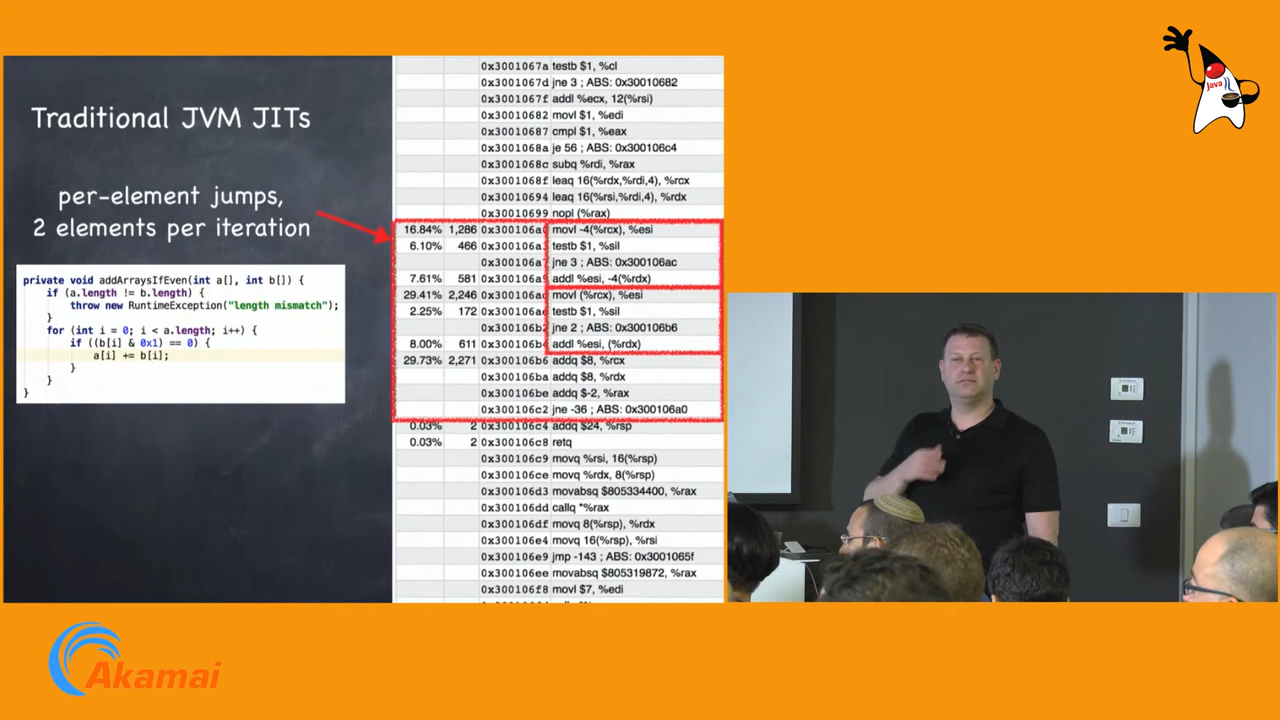 Traditional JVM JITs
per-element jumps,
2 elements per iteration
private void addArraysIfEven(int a[], int b[]) {
if (a.length != b.length) {
throw new RuntimeException("length mismatch");
}
for (int i = 0; i < a.length; i++) {
if ((b[i] & 0x1) == 0) {
a[i] += b[i];
}
}
}
0x3001067a testb $1, %cl
0x3001067d jne 3 ; ABS: 0x30010682
0x3001067f addl %ecx, 12(%rsi)
0x30010682 movl $1, %edi
0x30010687 cmpl $1, %eax
0x3001068a je 56 ; ABS: 0x300106c4
0x3001068c subq %rdi, %rax
0x3001068f leaq 16(%rdx,%rdi,4), %rcx
0x30010694 leaq 16(%rsi,%rdi,4), %rdx
0x30010699 nopl (%rax)
16.84% 1,286 movl -4(%rcx), %esi
6.10% 466 testb $1, %sil
jne 3 ; ABS: 0x300106ac
7.61% 581 addl %esi, -4(%rdx)
29.41% 2,246 movl (%rcx), %esi
2.25% 172 testb $1, %sil
jne 2 ; ABS: 0x300106b6
8.00% 611 addl %esi, (%rdx)
29.73% 2,271 0x300106b6 addq $8, %rcx
0x300106ba addq $8, %rdx
0x300106be addq $-2, %rax
0x300106c2 jne -36 ; ABS: 0x300106a0
0.03% 2 0x300106c4 addq $24, %rsp
0.03% 2 0x300106c8 retq
0x300106c9 movq %rsi, 16(%rsp)
0x300106ce movq %rdx, 8(%rsp)
0x300106d3 movabsq $805334400, %rax
0x300106dd callq *%rax
0x300106df movq 8(%rsp), %rdx
0x300106e4 movq 16(%rsp), %rsi
0x300106e9 jmp -143 ; ABS: 0x3001065f
0x300106ee movabsq $805319872, %rax
0x300106f8 movl $7, %edi
Java
Akamai